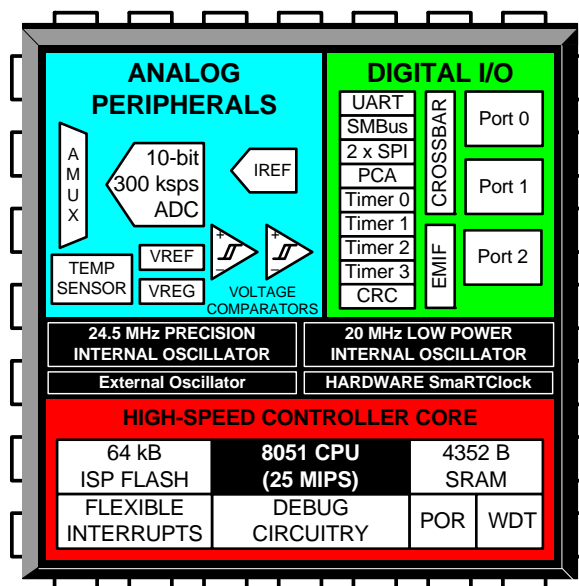 ANALOG
PERIPHERALS
A
M
U
X
10-bit
300 ksps
ADC
IREF
TEMP
SENSOR
VREF
VREG
+
–
+
–
VOLTAGE
COMPARATORS
DIGITAL I/O
UART
SMBus
2 x SPI
PCA
Timer 0
Timer 1
Timer 2
Timer 3
CRC
CROSSBAR
EMIF
Port 0
Port 1
Port 2
24.5 MHz PRECISION
INTERNAL OSCILLATOR
20 MHz LOW POWER
INTERNAL OSCILLATOR
External Oscillator
HARDWARE SmaRTClock
HIGH-SPEED CONTROLLER CORE
64 kB
ISP FLASH
8051 CPU
(25 MIPS)
4352 B
SRAM
FLEXIBLE
INTERRUPTS
DEBUG
CIRCUITRY
POR
WDT